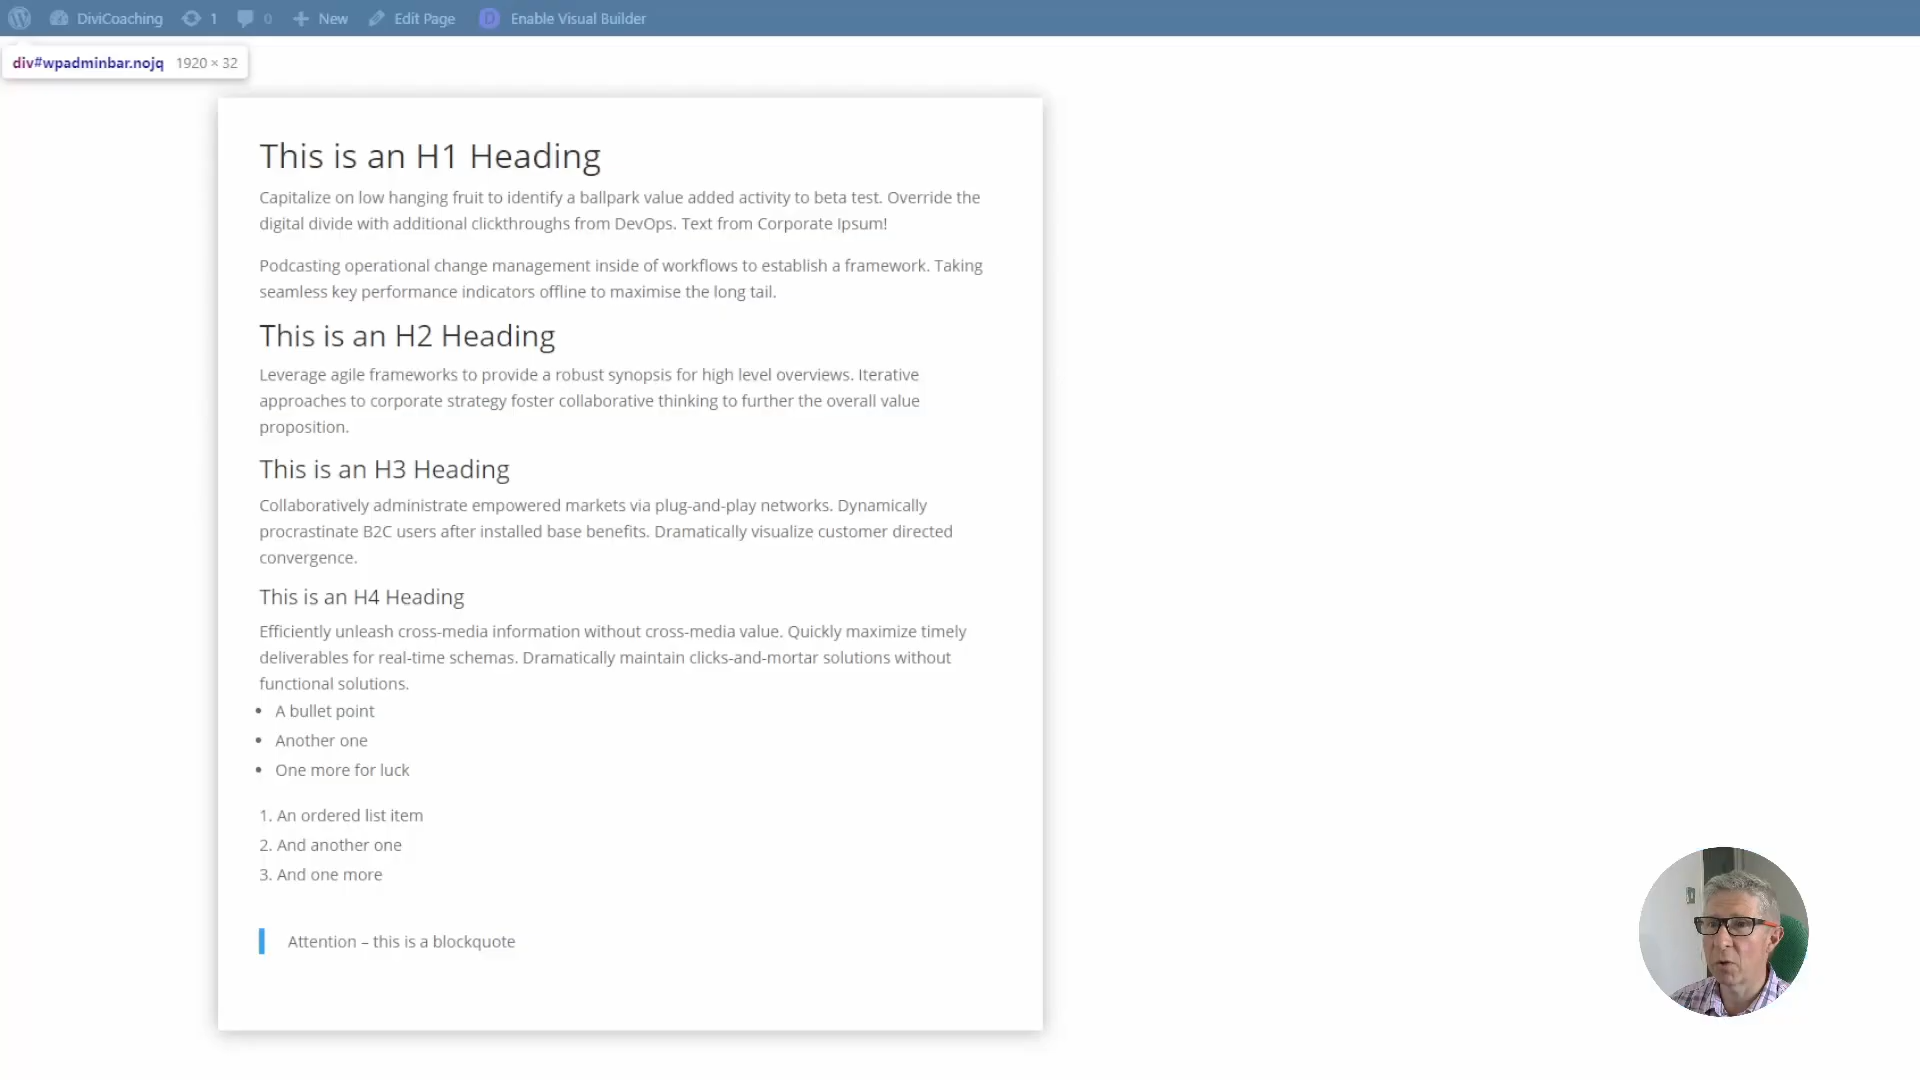 DiviCoaching 1 0 New Edit Page D Enable Visual Builder
div#wpadminbar.nojq 1920 × 32
This is an H1 Heading
Capitalize on low hanging fruit to identify a ballpark value added activity to beta test. Override the
digital divide with additional clickthroughs from DevOps. Text from Corporate Ipsum!
Podcasting operational change management inside of workflows to establish a framework. Taking
seamless key performance indicators offline to maximise the long tail.
This is an H2 Heading
Leverage agile frameworks to provide a robust synopsis for high level overviews. Iterative
approaches to corporate strategy foster collaborative thinking to further the overall value
proposition.
This is an H3 Heading
Collaboratively administrate empowered markets via plug-and-play networks. Dynamically
procrastinate B2C users after installed base benefits. Dramatically visualize customer directed
convergence.
This is an H4 Heading
Efficiently unleash cross-media information without cross-media value. Quickly maximize timely
deliverables for real-time schemas. Dramatically maintain clicks-and-mortar solutions without
functional solutions.
• A bullet point
• Another one
• One more for luck
1. An ordered list item
2. And another one
3. And one more
Attention – this is a blockquote